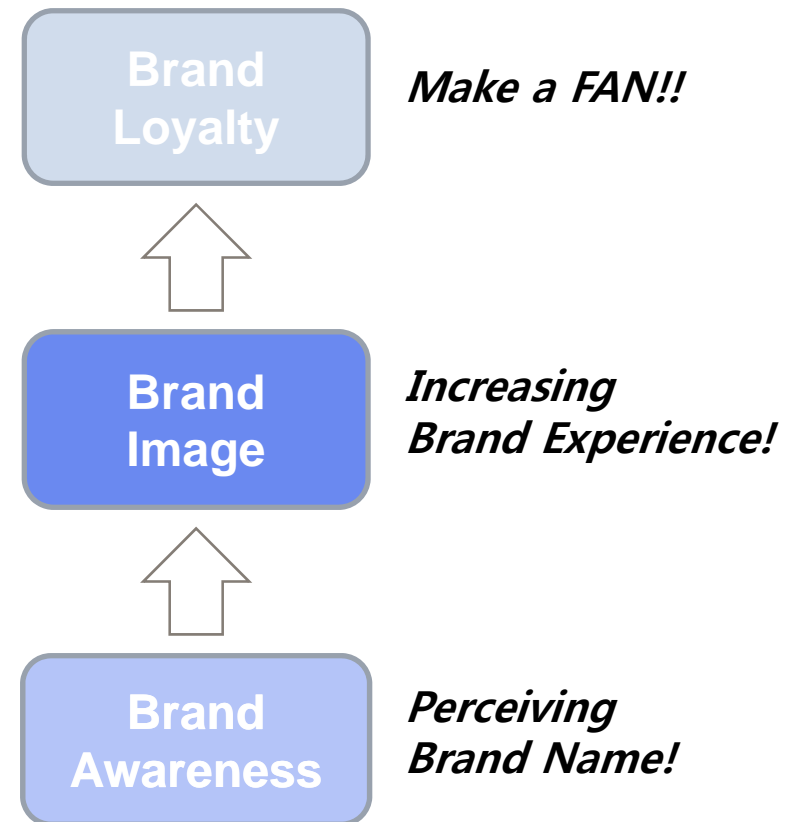 Brand
Loyalty
Make a FAN!!
Brand
Image
Increasing
Brand Experience!
Brand
Awareness
Perceiving
Brand Name!